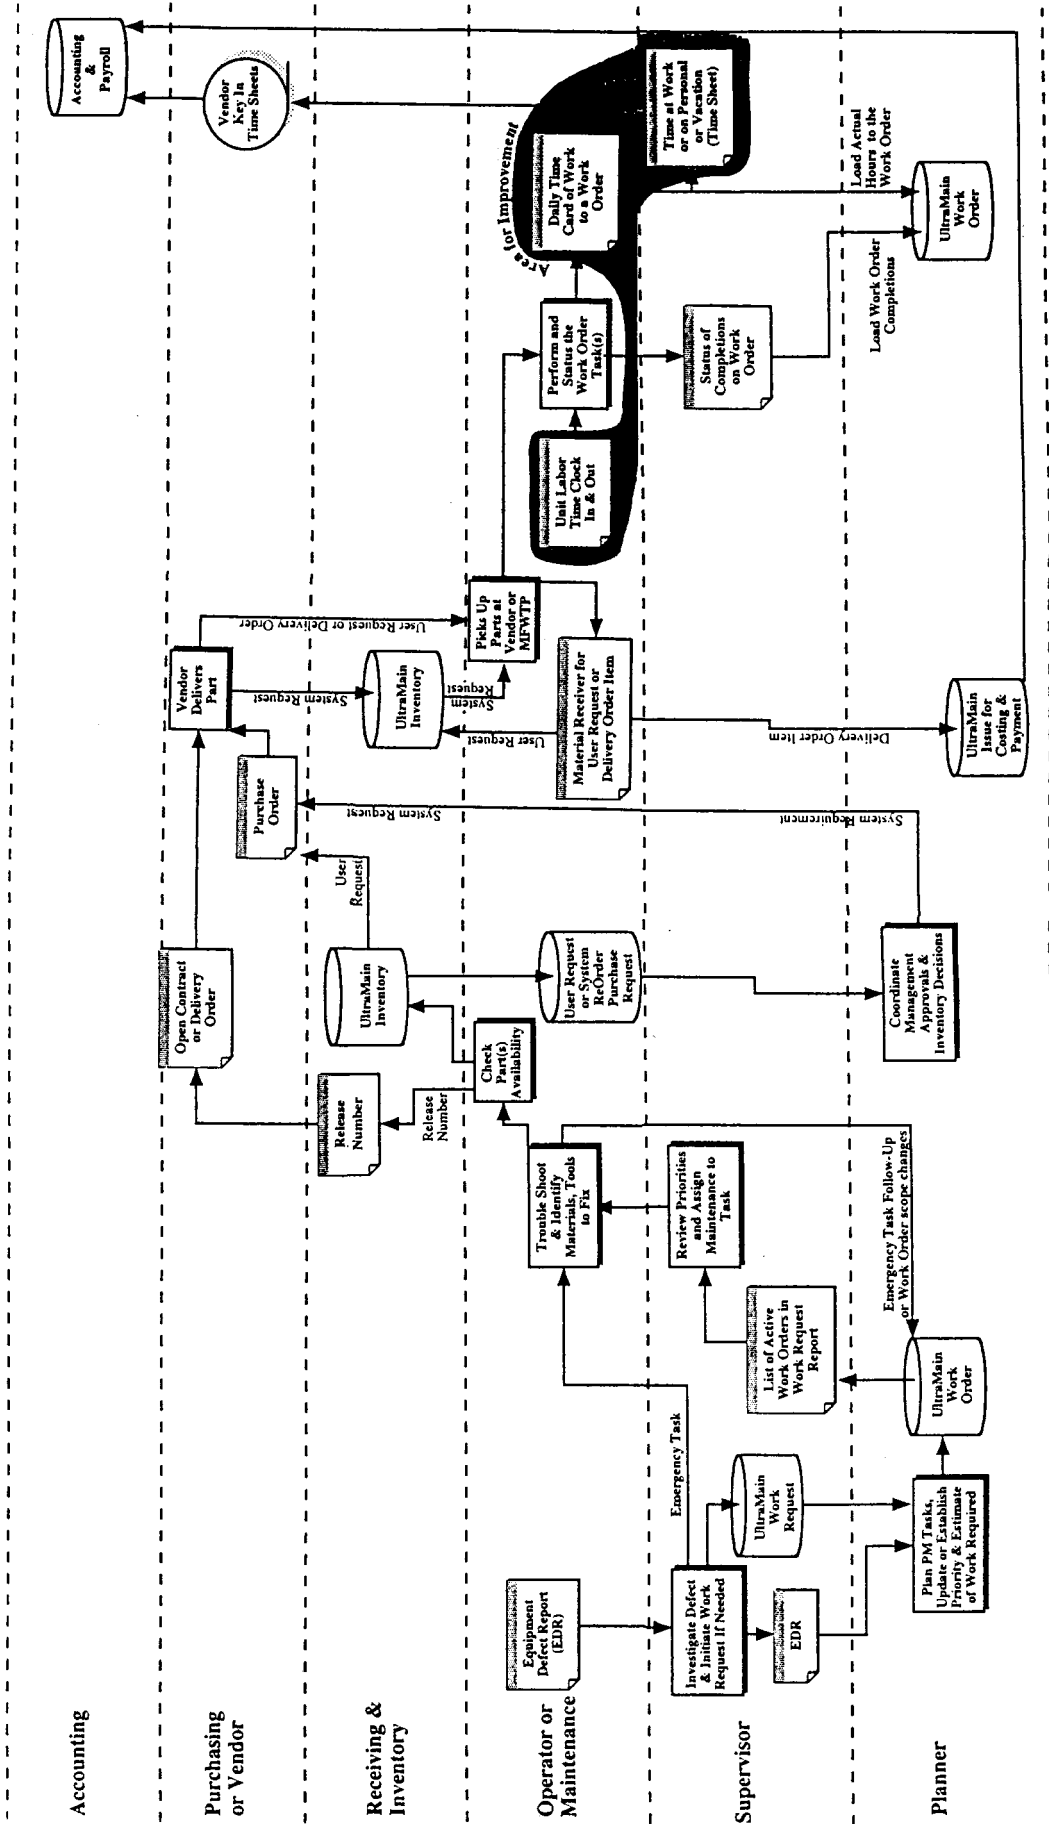 Accounting
Accounting
&
Payroll
Purchasing
or Vendor
Open Contract
or Delivery
Order
Purchase
Order
Vendor
Delivers
Part
Vendor
Key In
Time Sheets
Receiving &
Inventory
Release
Number
Release
Number
UltraMain
Inventory
User
Request
System Request
System Request
UltraMain
Inventory
User Request or Delivery Order
Operator or
Maintenance
Equipment
Defect Report
(EDR)
Trouble Shoot
& Identify
Materials, Tools
to Fix
Check
Part(s)
Availability
User Request
or System
ReOrder
Purchase
Request
User Request
System
Request
Picks Up
Parts at
Vendor or
MFWTP
Material Receiver for
User Request or
Delivery Order Item
Unit Labor
Time Clock
In & Out
Perform and
Status the
Work Order
Task(s)
Area for Improvement
Daily Time
Card of Work
to a Work
Order
Supervisor
Investigate Defect
& Initiate Work
Request If Needed
Emergency Task
EDR
UltraMain
Work
Request
List of Active
Work Orders in
Work Request
Report
Review Priorities
and Assign
Maintenance to
Task
Status of
Completions
on Work
Order
Time at Work
or on Personal
or Vacation
(Time Sheet)
Planner
Plan PM Tasks,
Update or Establish
Priority & Estimate
of Work Required
UltraMain
Work
Order
Emergency Task Follow-Up
or Work Order scope changes
Coordinate
Management
Approvals &
Inventory Decisions
System Requirement
Delivery Order Item
UltraMain
Issue for
Costing &
Payment
Load Work Order
Completions
Load Actual
Hours to the
Work Order
UltraMain
Work
Order